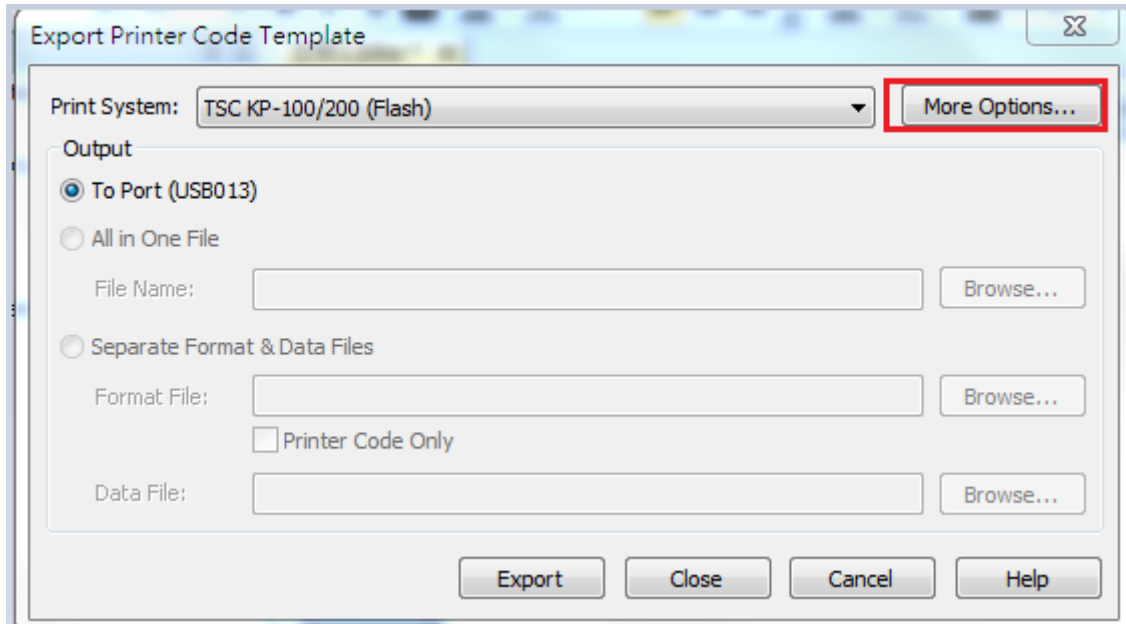 Export Printer Code Template
Print System: TSC KP-100/200 (Flash) More Options...
Output
To Port (USB013)
All in One File
File Name: Browse...
Separate Format & Data Files
Format File: Browse...
Printer Code Only
Data File: Browse...
Export Close Cancel Help